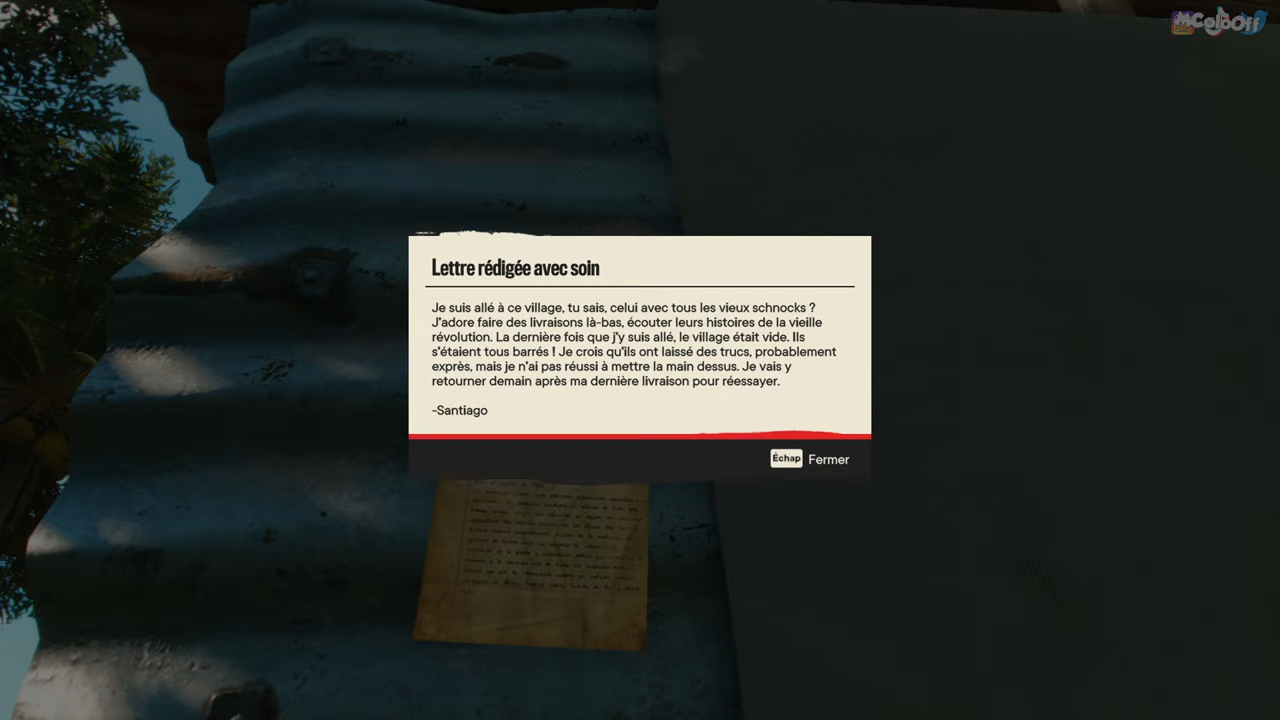 MColDOff
Lettre rédigée avec soin
Je suis allé à ce village, tu sais, celui avec tous les vieux schnocks ?
J'adore faire des livraisons là-bas, écouter leurs histoires de la vieille
révolution. La dernière fois que j'y suis allé, le village était vide. Ils
s'étaient tous barrés ! Je crois qu'ils ont laissé des trucs, probablement
exprès, mais je n'ai pas réussi à mettre la main dessus. Je vais y
retourner demain après ma dernière livraison pour réessayer.
-Santiago
Échap Fermer